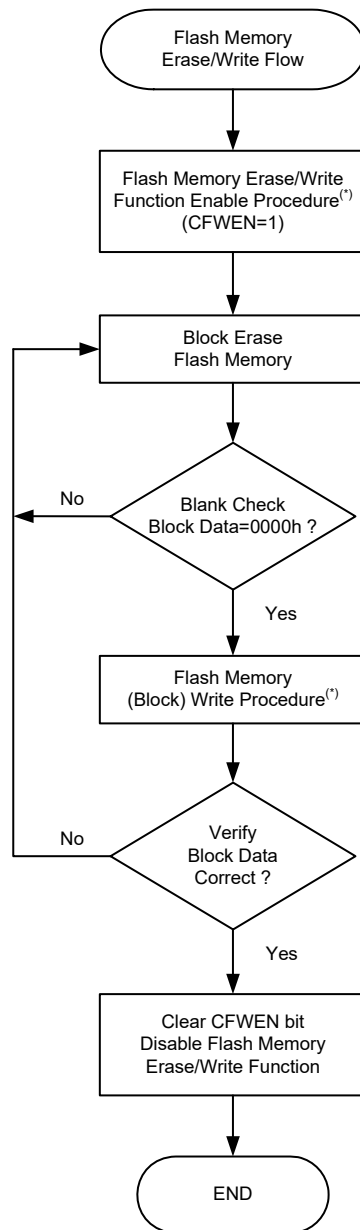 Flash Memory
Erase/Write Flow
Flash Memory Erase/Write
Function Enable Procedure(*)
(CFWEN=1)
Block Erase
Flash Memory
No
Blank Check
Block Data=0000h ?
Yes
Flash Memory
(Block) Write Procedure(*)
No
Verify
Block Data
Correct ?
Yes
Clear CFWEN bit
Disable Flash Memory
Erase/Write Function
END